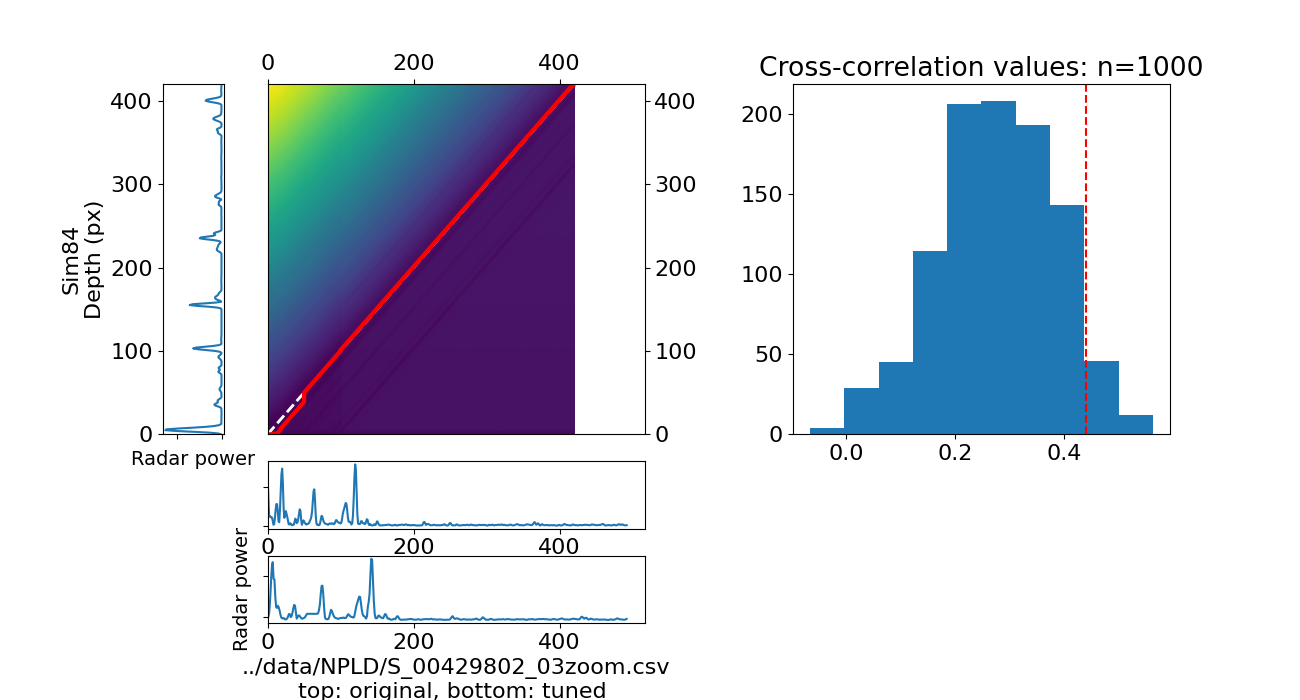 0 200 400
Cross-correlation values: n=1000
400
300
200
100
0
Sim84
Depth (px)
Radar power
400
300
200
100
0
200
150
100
50
0
0.0 0.2 0.4
0 200 400
Radar power
0 200 400
../data/NPLD/S_00429802_03zoom.csv
top: original, bottom: tuned